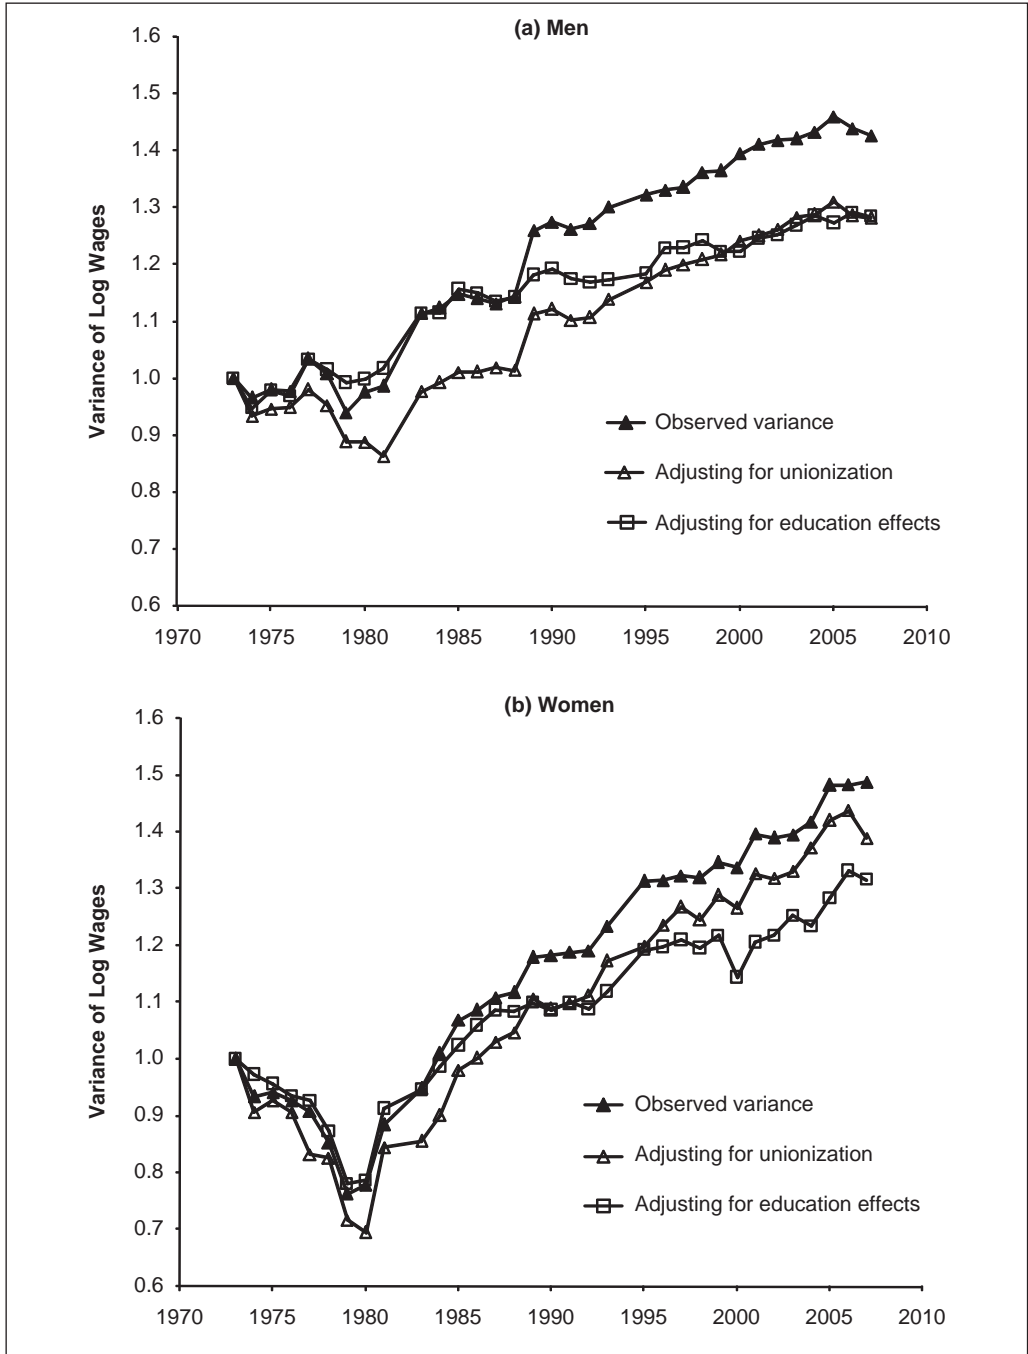 (a) Men
1.6
1.5
1.4
1.3
1.2
1.1
1.0
0.9
0.8
0.7
0.6
Variance of Log Wages
Observed variance
Adjusting for unionization
Adjusting for education effects
1970 1975 1980 1985 1990 1995 2000 2005 2010
(b) Women
1.6
1.5
1.4
1.3
1.2
1.1
1.0
0.9
0.8
0.7
0.6
Variance of Log Wages
Observed variance
Adjusting for unionization
Adjusting for education effects
1970 1975 1980 1985 1990 1995 2000 2005 2010